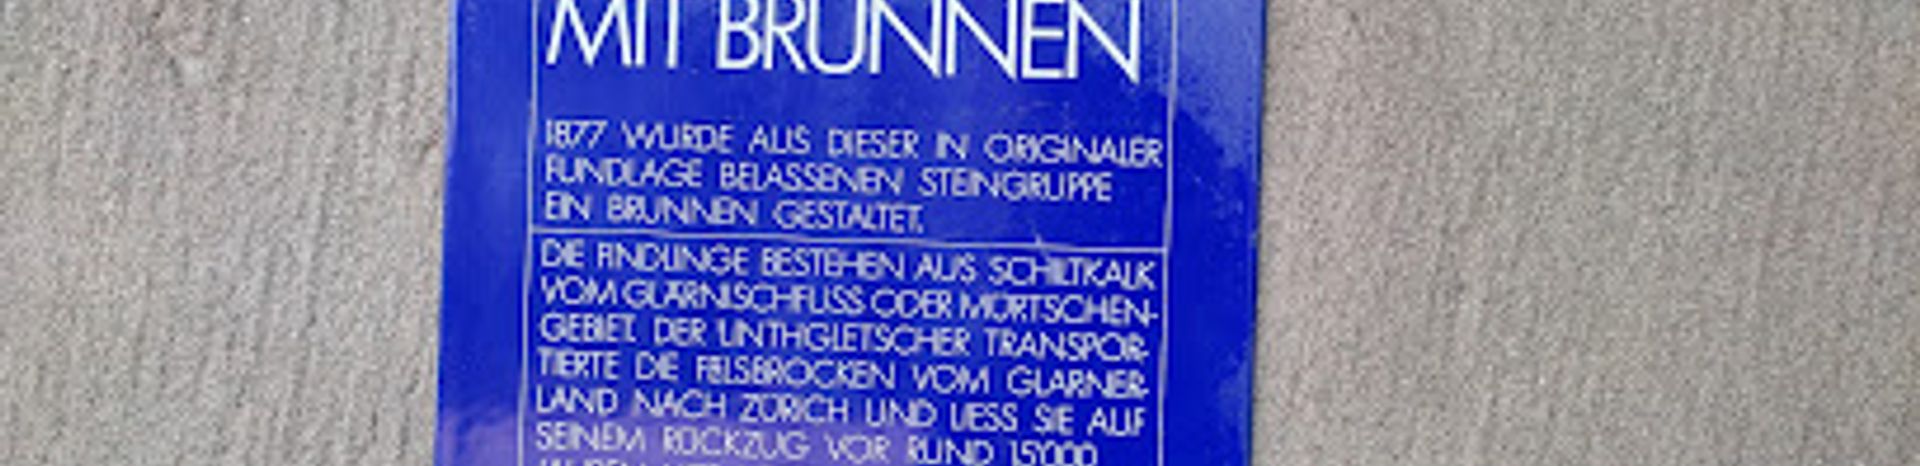 MIT BRUNNEN
1877 WURDE AUS DIESER IN ORIGINALER
FUNDLAGE BELASSENEN STEINGRUPPE
EIN BRUNNEN GESTALTET.
DIE FINDLINGE BESTEHEN AUS SCHILTKALK
VOM GLÄRNISCHFUSS ODER MÜRTSCHEN-
GEBIET. DER LINTHGLETSCHER TRANSPOR-
TIERTE DIE FELSBROCKEN VOM GLARNER-
LAND NACH ZÜRICH UND LIESS SIE AUF
SEINEM RÜCKZUG VOR RUND 15'000